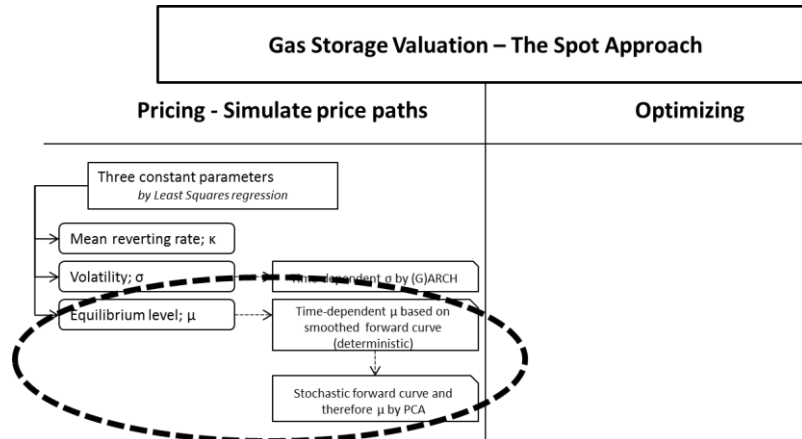 Gas Storage Valuation – The Spot Approach
Pricing - Simulate price paths
Optimizing
Three constant parameters
by Least Squares regression
Mean reverting rate; κ
Volatility; σ
Time-dependent σ by (G)ARCH
Equilibrium level; μ
Time-dependent μ based on
smoothed forward curve
(deterministic)
Stochastic forward curve and
therefore μ by PCA